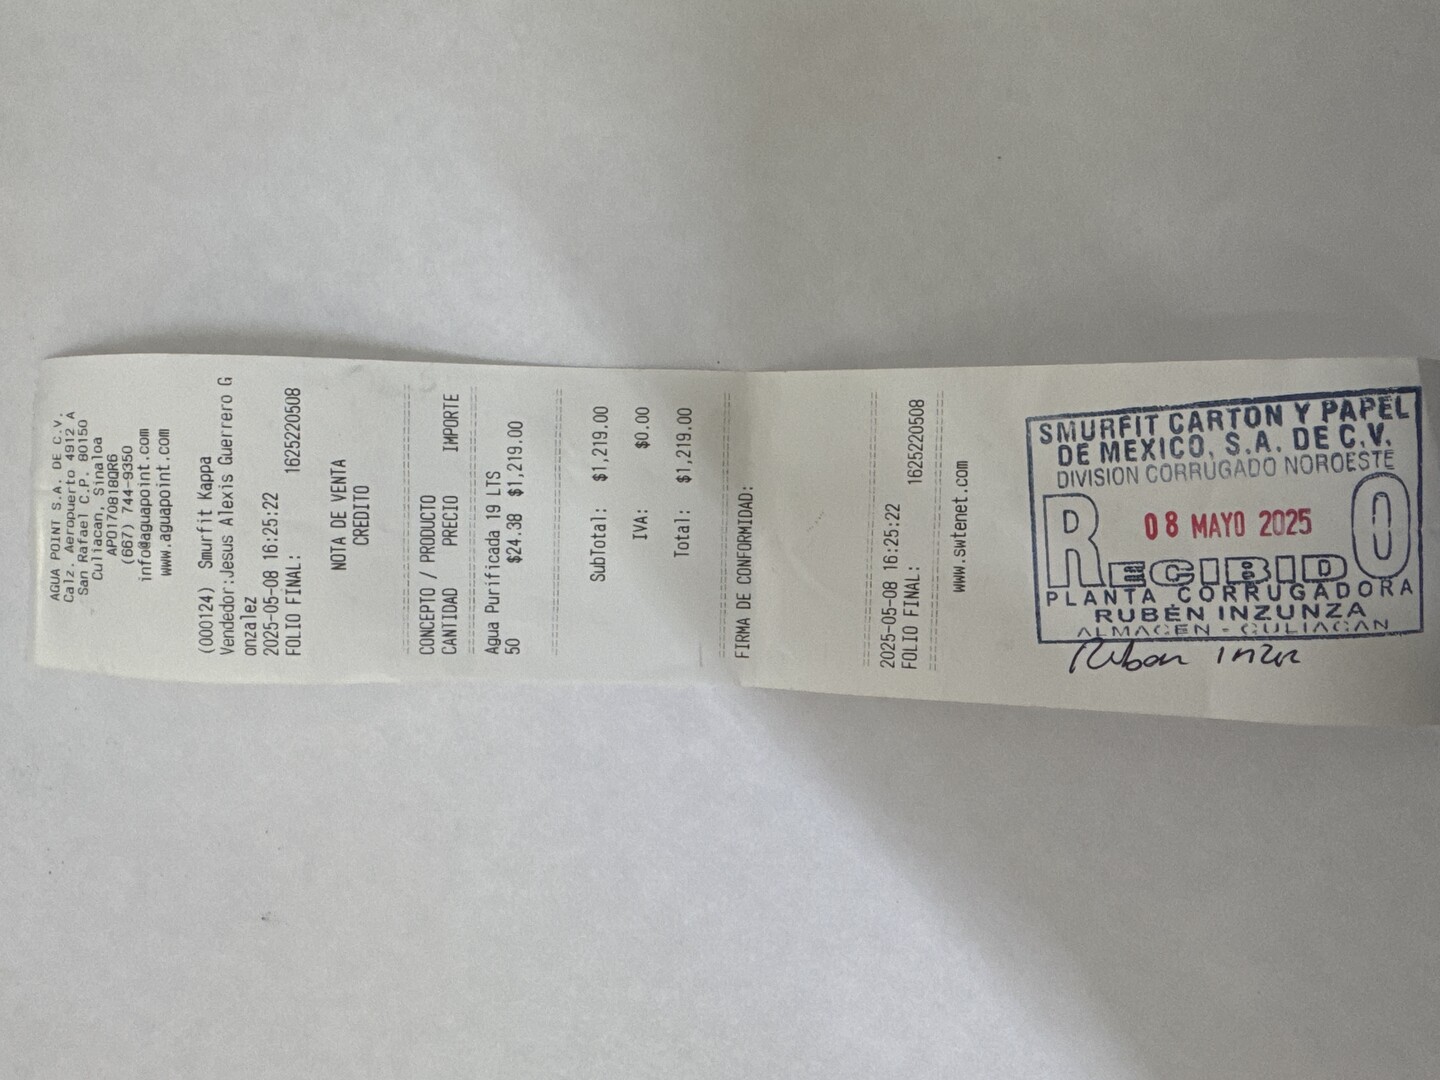 AGUA POINT S.A. DE C.V.
Calz. Aeropuerto 4912 A
San Rafael C.P. 80150
Culiacan, Sinaloa
APO170818QR6
(667) 744-9350
info@aguapoint.com
www.aguapoint.com
(000124) Smurfit Kappa
Vendedor:Jesus Alexis Guerrero G
onzalez
2025-05-08 16:25:22
FOLIO FINAL: 1625220508
NOTA DE VENTA
CREDITO
CONCEPTO / PRODUCTO
CANTIDAD PRECIO IMPORTE
Agua Purificada 19 LTS
50 $24.38 $1,219.00
SubTotal: $1,219.00
IVA: $0.00
Total: $1,219.00
FIRMA DE CONFORMIDAD:
2025-05-08 16:25:22
FOLIO FINAL: 1625220508
www.swtenet.com
SMURFIT CARTON Y PAPEL
DE MEXICO, S.A. DE C.V.
DIVISION CORRUGADO NOROESTE
08 MAYO 2025
RECIBIDO
PLANTA CORRUGADORA
RUBÉN INZUNZA
ALMACEN - CULIACAN